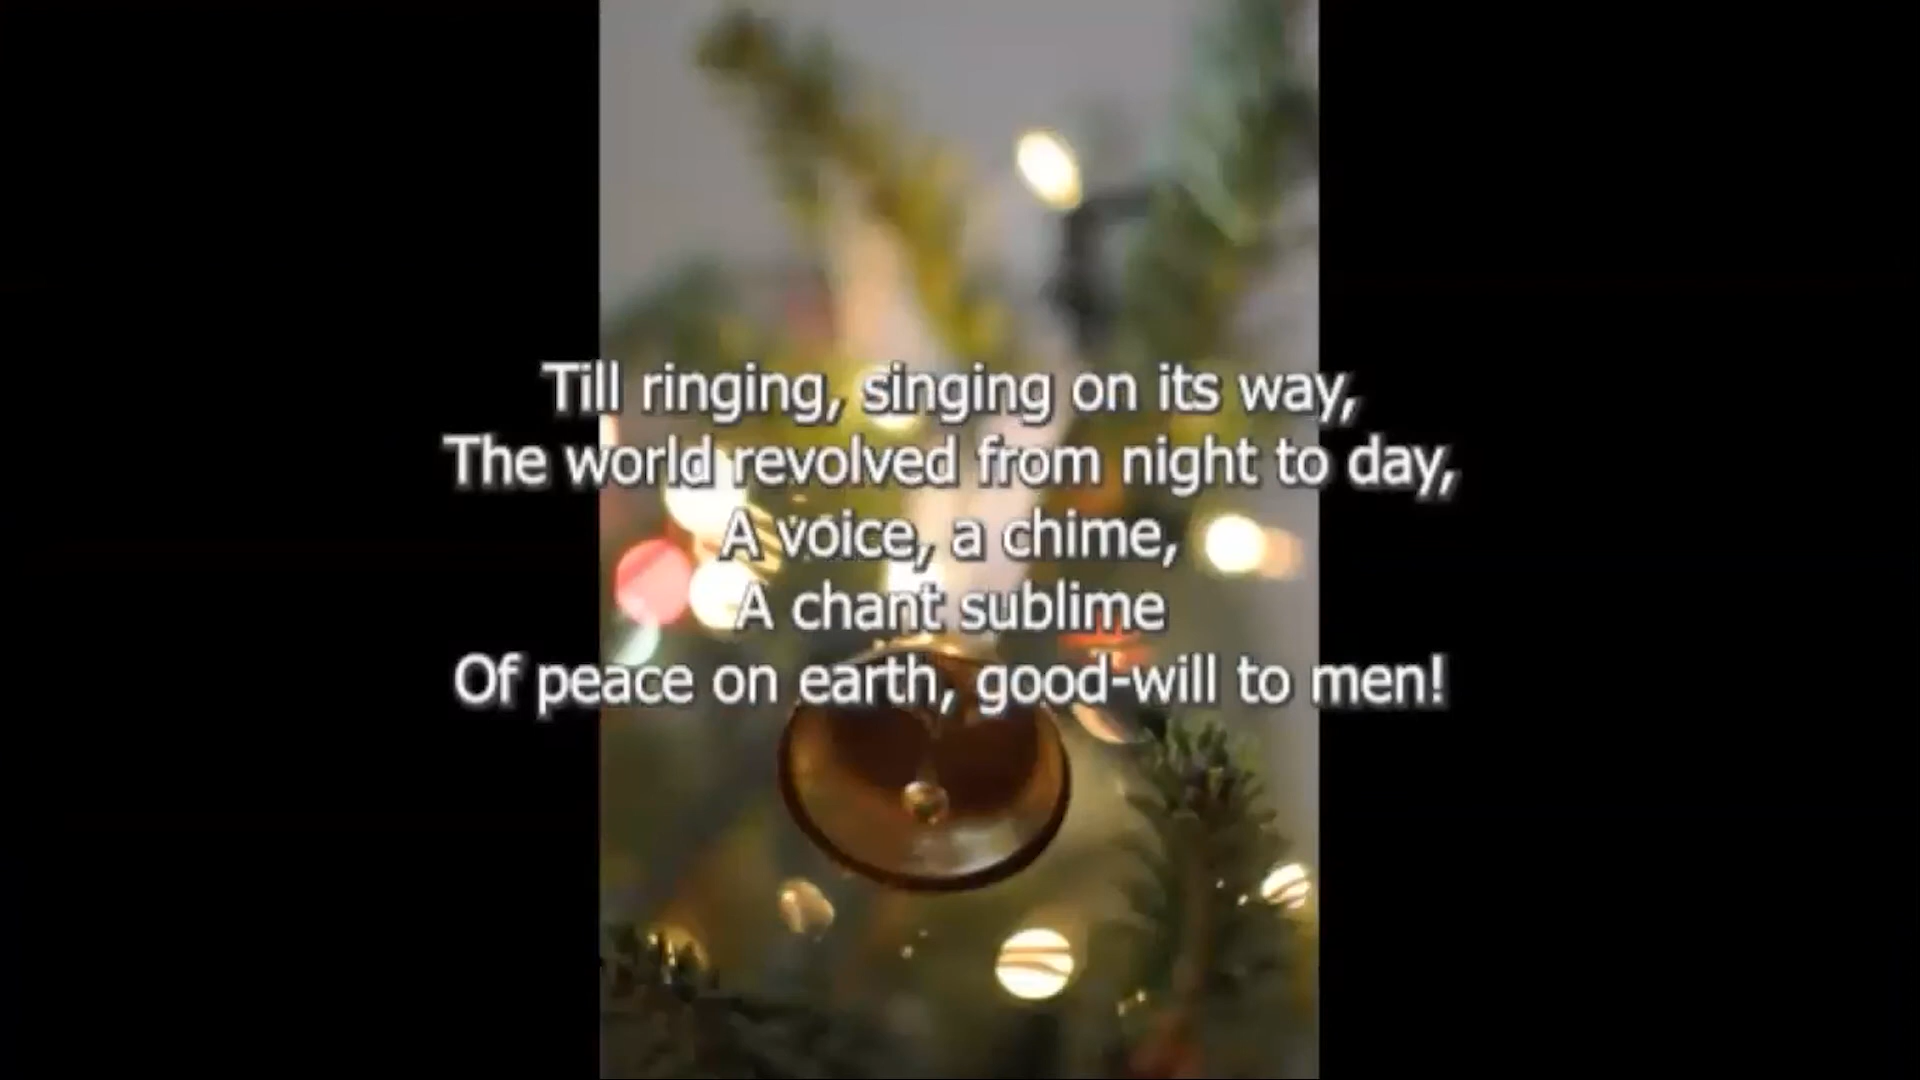 Till ringing, singing on its way,
The world revolved from night to day,
A voice, a chime,
A chant sublime
Of peace on earth, good-will to men!